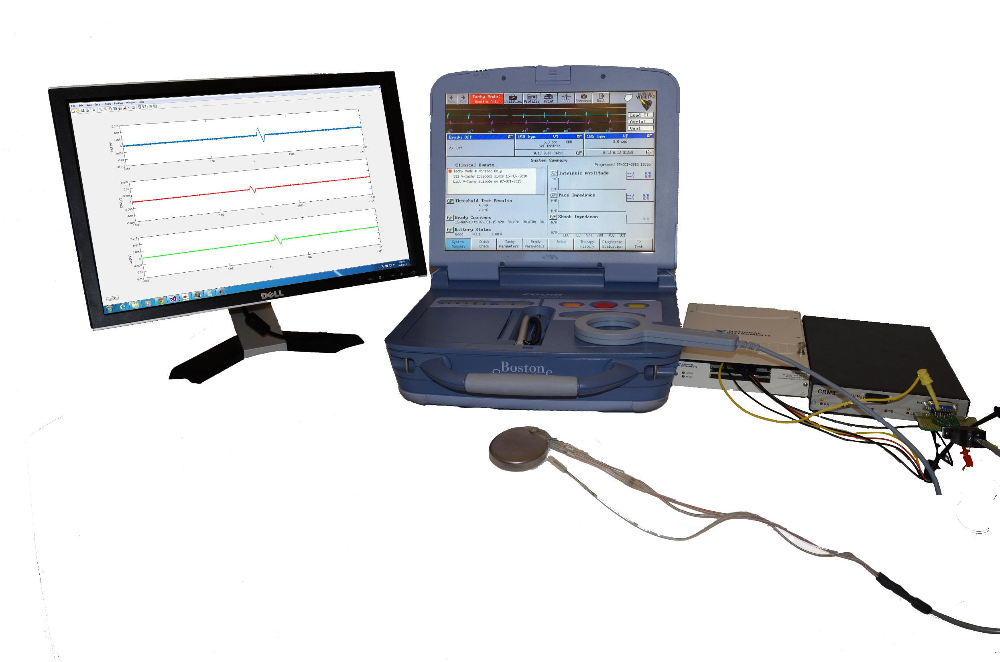 File Edit View Insert Tools Desktop Window Help
Ch1 (V)
0.015
0.01
0.005
0
-0.005
-0.01
-0.015
1.555
1.56
N
1.565
1.57
Ch2(V)
0.015
0.01
0.005
0
-0.005
-0.01
-0.015
1.555
1.56
N
1.565
1.57
Ch3(V)
0.015
0.01
0.005
0
-0.005
-0.01
-0.015
1.555
1.56
N
1.565
1.57
STOP
3:21 PM
DELL
Back Fwd Tachy Mode: Monitor Only Utilities Profiles Print ECG Snapshot Exit
GUIDANT
VITALITY2
Lead-II
Atrial
Vent
Brady Off 150 bpm VT 185 bpm VF
5.0 sec SRD 3.0 sec
PS Off SVT Inhibit
0.1J 0.1J 31Jx3 0.1J 0.1J 31Jx3
System Summary
Clinical Events Programmed 05-OCT-2015 10:55
Tachy Mode = Monitor Only
332 V-Tachy Episodes since 15-NOV-2010
Last V-Tachy Episode on 07-OCT-2015
Intrinsic Amplitude A N/R
N/R V N/R
N/R
Pace Impedance A N/R
N/R V N/R
N/R
Threshold Test Results
A N/R
V N/R
Shock Impedance N/R
N/R
N/R
DEC FEB APR JUN AUG OCT
Brady Counters
15-NOV-10 to 07-OCT-15 AP= 0% VP= 0% ATR= 0%
Battery Status
Good MOL1 2.80 V
System Summary Quick Check Tachy Parameters Brady Parameters Setup Therapy History Diagnostic Evaluation EP Test
Boston
Scientific
ZOOM
Boston
NATIONAL
INSTRUMENTS
NATIONAL
INSTRUMENTS
ACTIVE
READY
CRM3
RA
RV
SD
PG